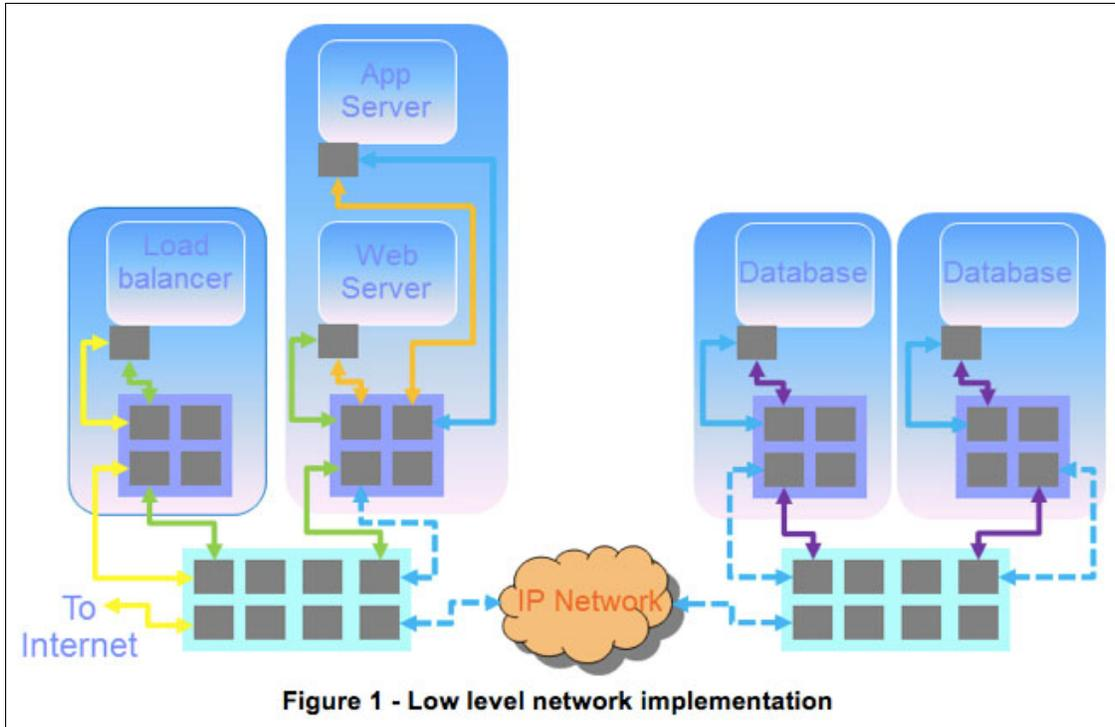 App
Server
Load
balancer
Web
Server
Database
Database
To
Internet
IP Network
Figure 1 - Low level network implementation